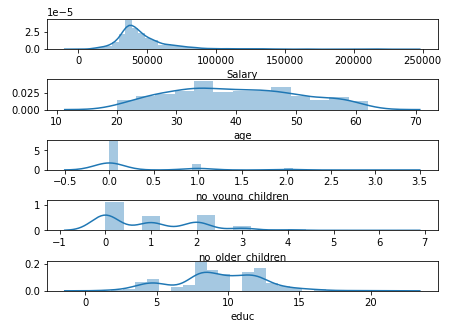 1e−5
2.5
0.0
0 50000 100000 150000 200000 250000
Salary
0.025
0.000
10 20 30 40 50 60 70
age
5
0
−0.5 0.0 0.5 1.0 1.5 2.0 2.5 3.0 3.5
no_young_children
1
0
−1 0 1 2 3 4 5 6 7
no_older_children
0.2
0.0
0 5 10 15 20
educ